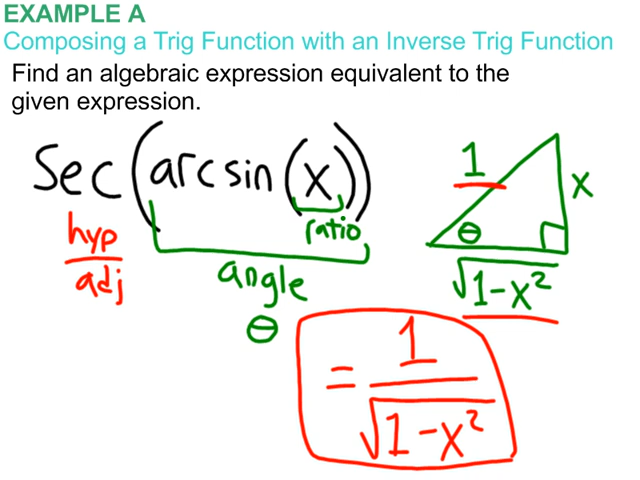 EXAMPLE A
Composing a Trig Function with an Inverse Trig Function
Find an algebraic expression equivalent to the
given expression.
Sec(arcsin(x))
ratio
hyp
adj
angle
θ
1
x
θ
√1-x²
= 1
√1-x²